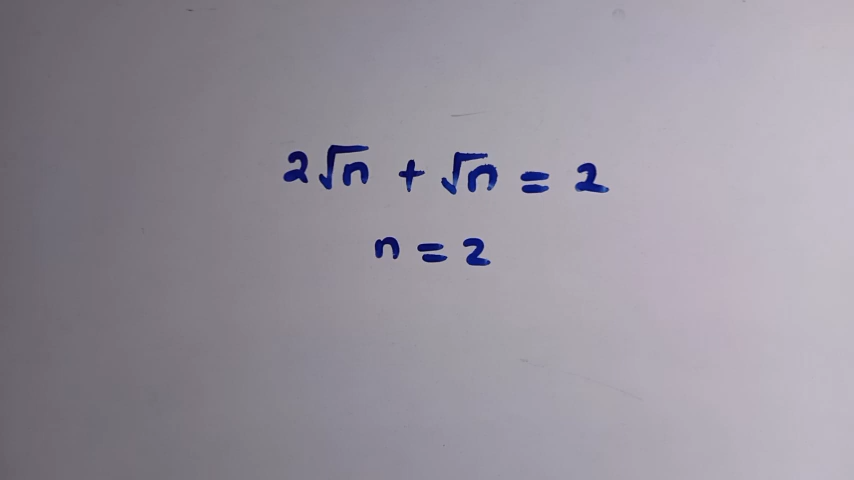 2√n + √n = 2
n = 2